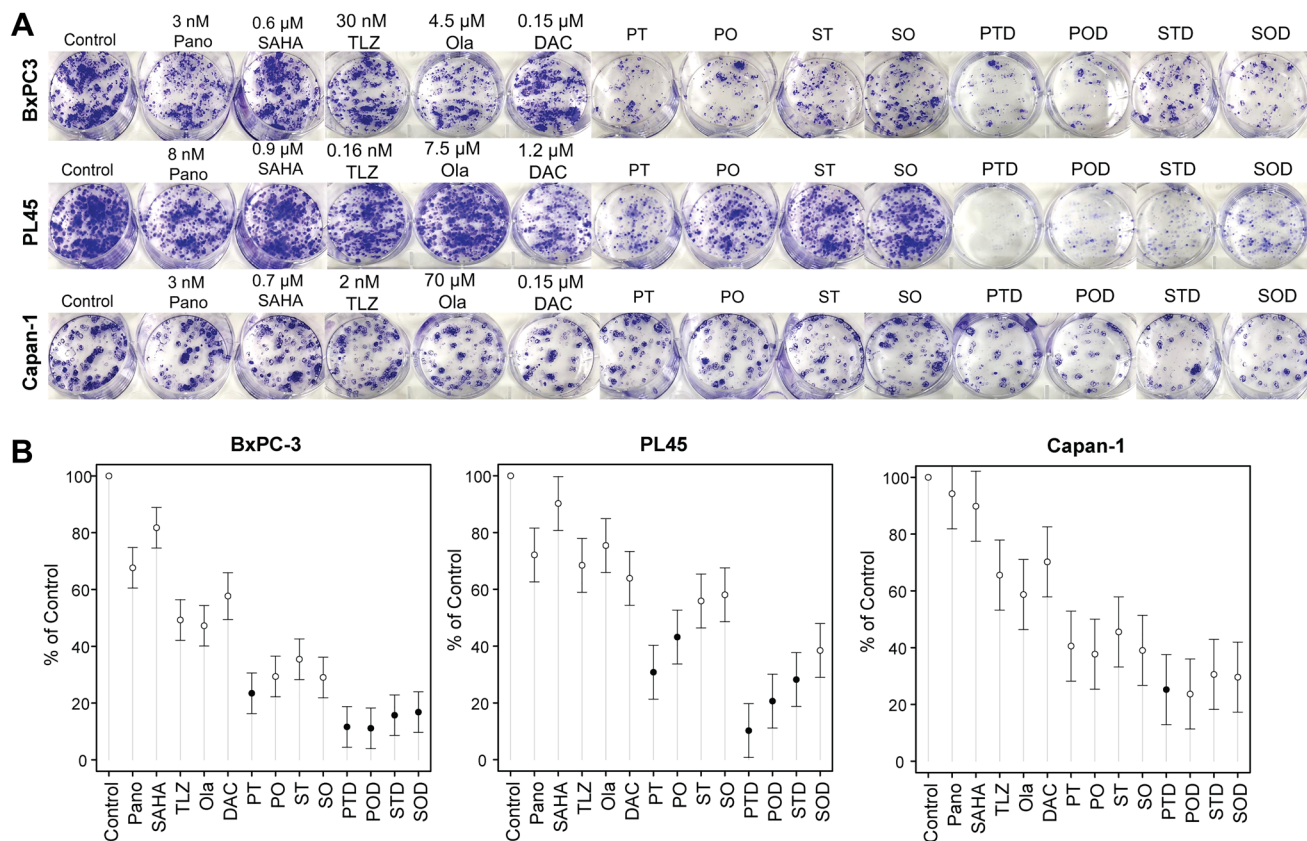 A
Control
3 nM
Pano
0.6 µM
SAHA
30 nM
TLZ
4.5 µM
Ola
0.15 µM
DAC
PT
PO
ST
SO
PTD
POD
STD
SOD
BxPC3
Control
8 nM
Pano
0.9 µM
SAHA
0.16 nM
TLZ
7.5 µM
Ola
1.2 µM
DAC
PT
PO
ST
SO
PTD
POD
STD
SOD
PL45
Control
3 nM
Pano
0.7 µM
SAHA
2 nM
TLZ
70 µM
Ola
0.15 µM
DAC
PT
PO
ST
SO
PTD
POD
STD
SOD
Capan-1
B
BxPC-3
% of Control
100
80
60
40
20
0
Control
Pano
SAHA
TLZ
Ola
DAC
PT
PO
ST
SO
PTD
POD
STD
SOD
PL45
% of Control
100
80
60
40
20
0
Control
Pano
SAHA
TLZ
Ola
DAC
PT
PO
ST
SO
PTD
POD
STD
SOD
Capan-1
% of Control
100
80
60
40
20
0
Control
Pano
SAHA
TLZ
Ola
DAC
PT
PO
ST
SO
PTD
POD
STD
SOD